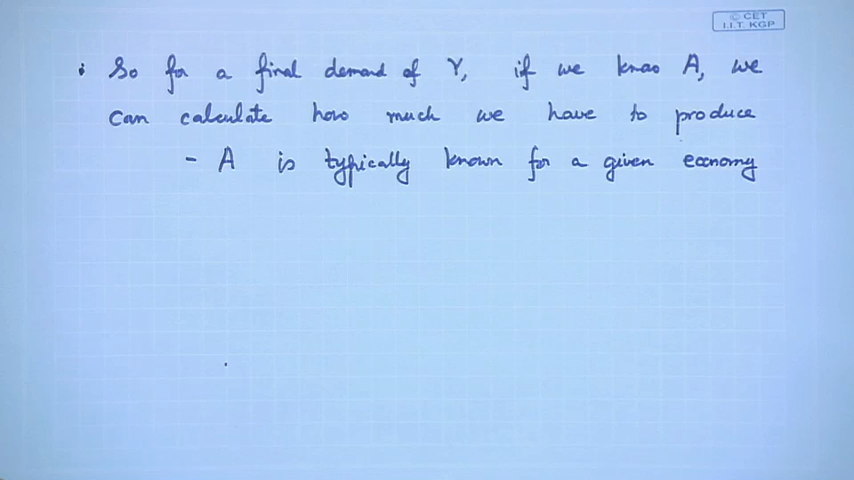 © CET
I.I.T. KGP
• So for a final demand of Y, if we know A, we
can calculate how much we have to produce
- A is typically known for a given economy